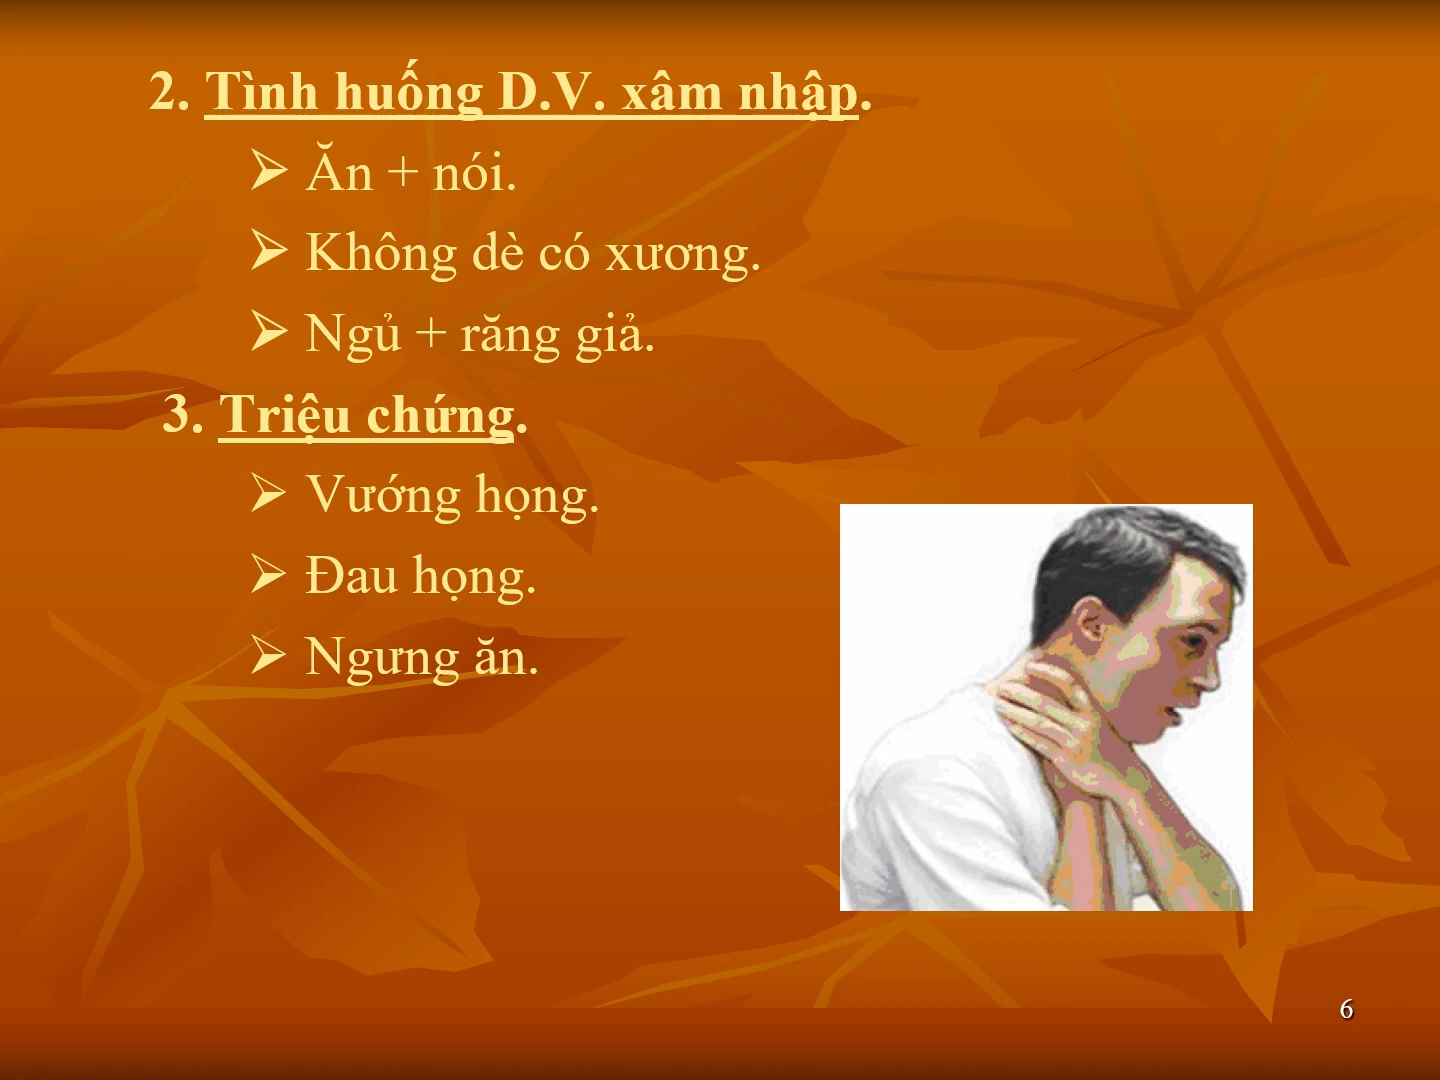 2. Tình huống D.V. xâm nhập.
➢ Ăn + nói.
➢ Không dè có xương.
➢ Ngủ + răng giả.
3. Triệu chứng.
➢ Vướng họng.
➢ Đau họng.
➢ Ngưng ăn.
6